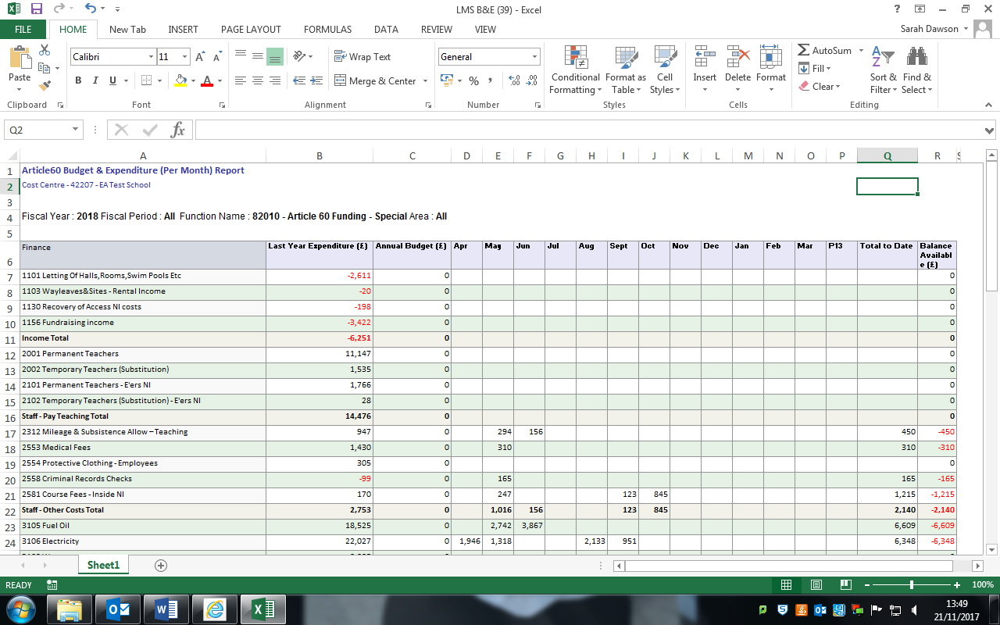 LMS B&E (39) - Excel
FILE HOME New Tab INSERT PAGE LAYOUT FORMULAS DATA REVIEW VIEW Sarah Dawson
Paste Calibri 11 B I U A Wrap Text Merge & Center General % , Conditional Formatting Format as Table Cell Styles Insert Delete Format AutoSum Fill Clear Sort & Filter Find & Select
Clipboard Font Alignment Number Styles Cells Editing
Q2 fx
A B C D E F G H I J K L M N O P Q R S
1 Article60 Budget & Expenditure (Per Month) Report
2 Cost Centre - 42207 - EA Test School
3
4 Fiscal Year : 2018 Fiscal Period : All Function Name : 82010 - Article 60 Funding - Special Area : All
5
6 Finance Last Year Expenditure (£) Annual Budget (£) Apr May Jun Jul Aug Sept Oct Nov Dec Jan Feb Mar P13 Total to Date Balance Available (£)
7 1101 Letting Of Halls,Rooms,Swim Pools Etc -2,611 0 0
8 1103 Wayleaves&Sites - Rental Income -20 0 0
9 1130 Recovery of Access NI costs -198 0 0
10 1156 Fundraising income -3,422 0 0
11 Income Total -6,251 0 0
12 2001 Permanent Teachers 11,147 0 0
13 2002 Temporary Teachers (Substitution) 1,535 0 0
14 2101 Permanent Teachers - E'ers NI 1,766 0 0
15 2102 Temporary Teachers (Substitution) - E'ers NI 28 0 0
16 Staff - Pay Teaching Total 14,476 0 0
17 2312 Mileage & Subsistence Allow – Teaching 947 0 294 156 450 -450
18 2553 Medical Fees 1,430 0 310 310 -310
19 2554 Protective Clothing - Employees 305 0 0
20 2558 Criminal Records Checks -99 0 165 165 -165
21 2581 Course Fees - Inside NI 170 0 247 123 845 1,215 -1,215
22 Staff - Other Costs Total 2,753 0 1,016 156 123 845 2,140 -2,140
23 3105 Fuel Oil 18,525 0 2,742 3,867 6,609 -6,609
24 3106 Electricity 22,027 0 1,946 1,318 2,133 951 6,348 -6,348
Sheet1
READY 100%
13:49
21/11/2017